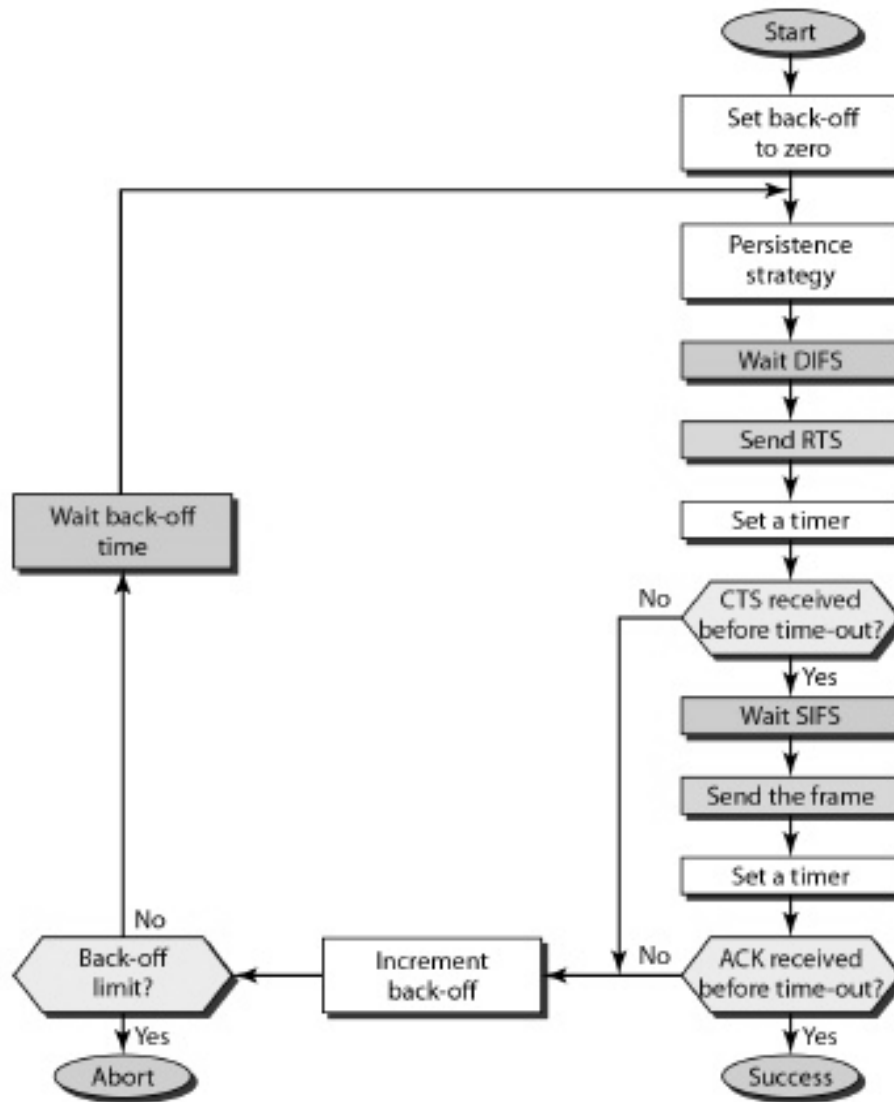 Start
Set back-off
to zero
Persistence
strategy
Wait DIFS
Send RTS
Wait back-off
time
Set a timer
No
CTS received
before time-out?
Yes
Wait SIFS
Send the frame
Set a timer
No
Back-off
limit?
Increment
back-off
No
ACK received
before time-out?
Yes
Yes
Abort
Success